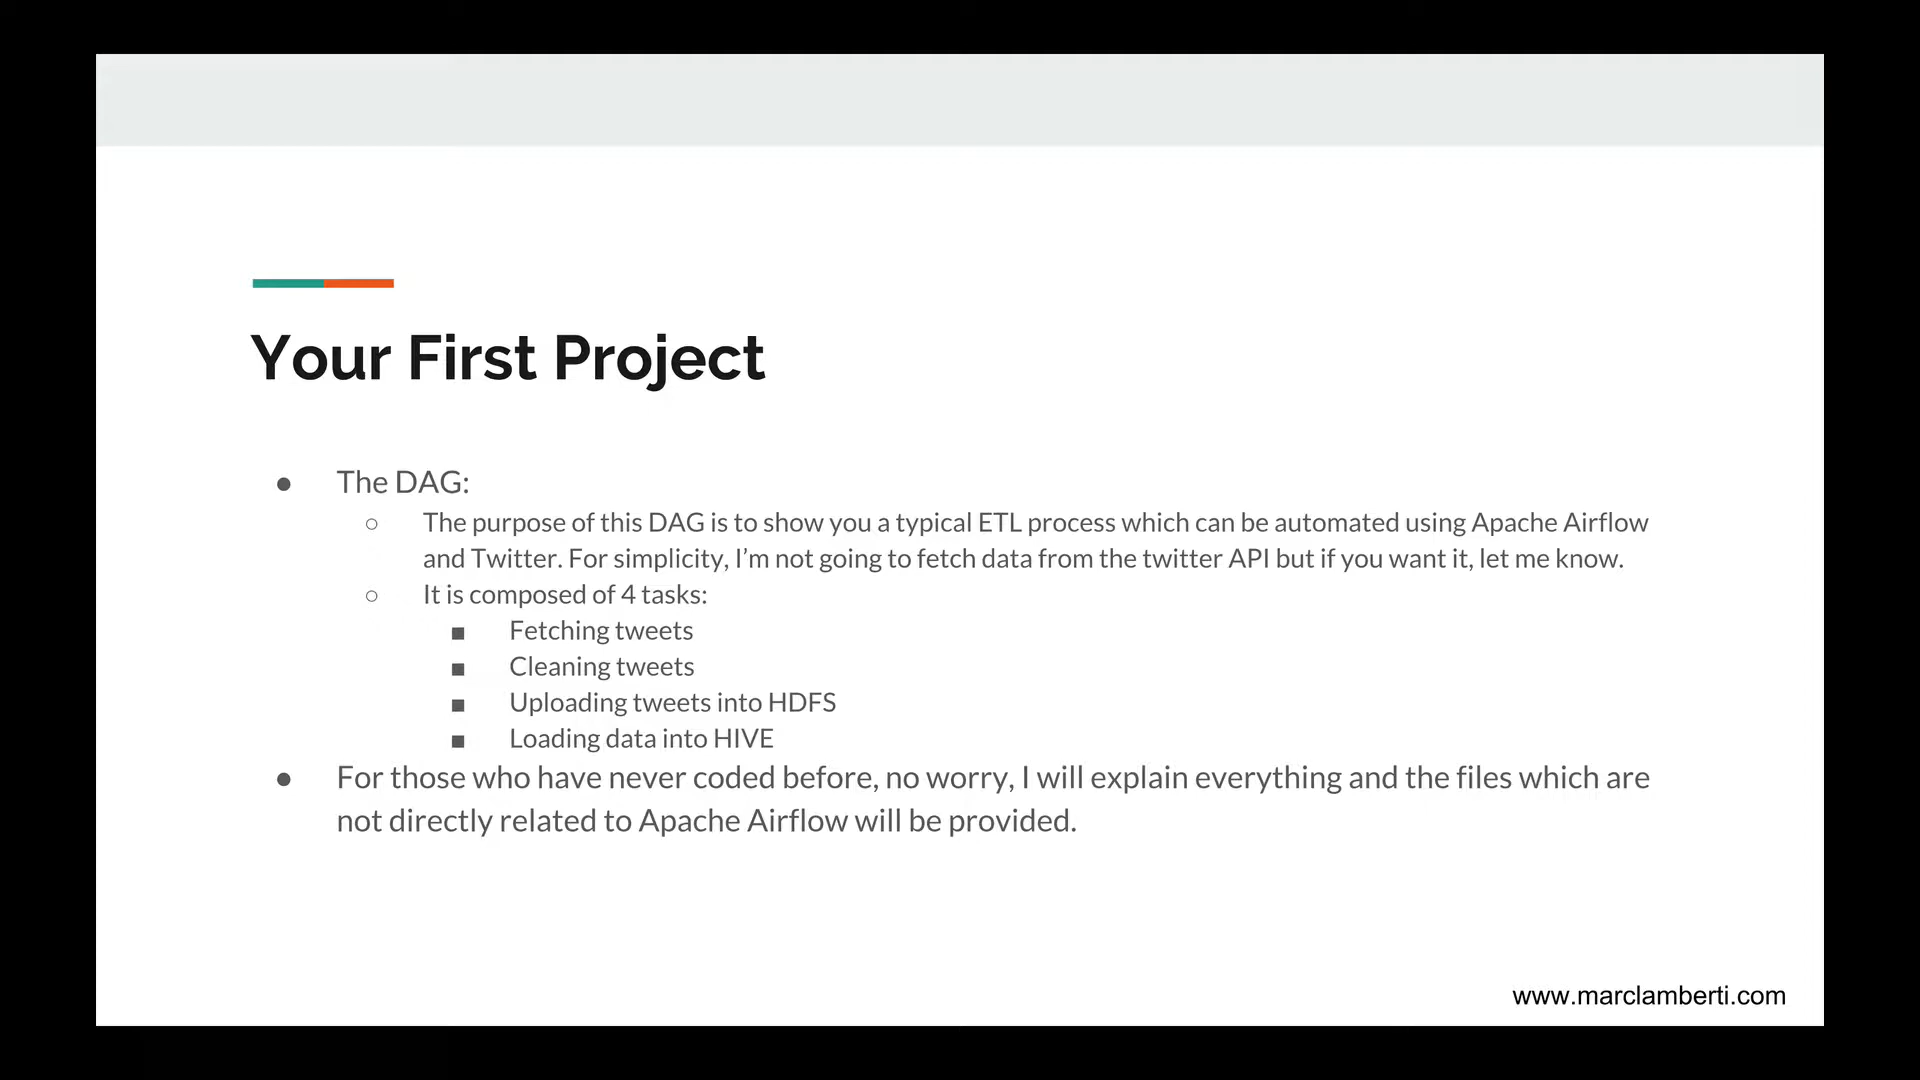 Your First Project
● The DAG:
○ The purpose of this DAG is to show you a typical ETL process which can be automated using Apache Airflow
and Twitter. For simplicity, I’m not going to fetch data from the twitter API but if you want it, let me know.
○ It is composed of 4 tasks:
■ Fetching tweets
■ Cleaning tweets
■ Uploading tweets into HDFS
■ Loading data into HIVE
● For those who have never coded before, no worry, I will explain everything and the files which are
not directly related to Apache Airflow will be provided.
www.marclamberti.com